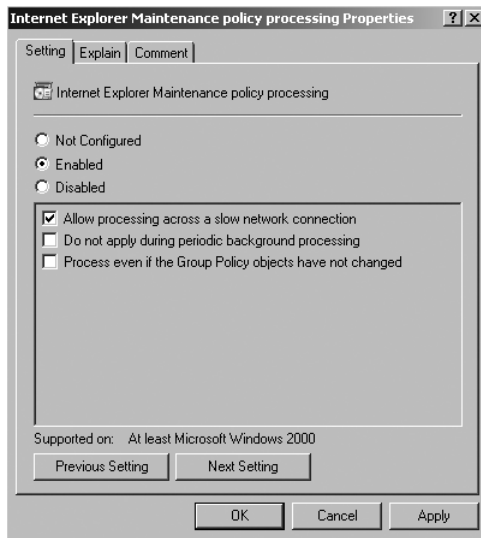 Internet Explorer Maintenance policy processing Properties
Setting Explain Comment
Internet Explorer Maintenance policy processing
Not Configured
Enabled
Disabled
Allow processing across a slow network connection
Do not apply during periodic background processing
Process even if the Group Policy objects have not changed
Supported on: At least Microsoft Windows 2000
Previous Setting Next Setting
OK Cancel Apply